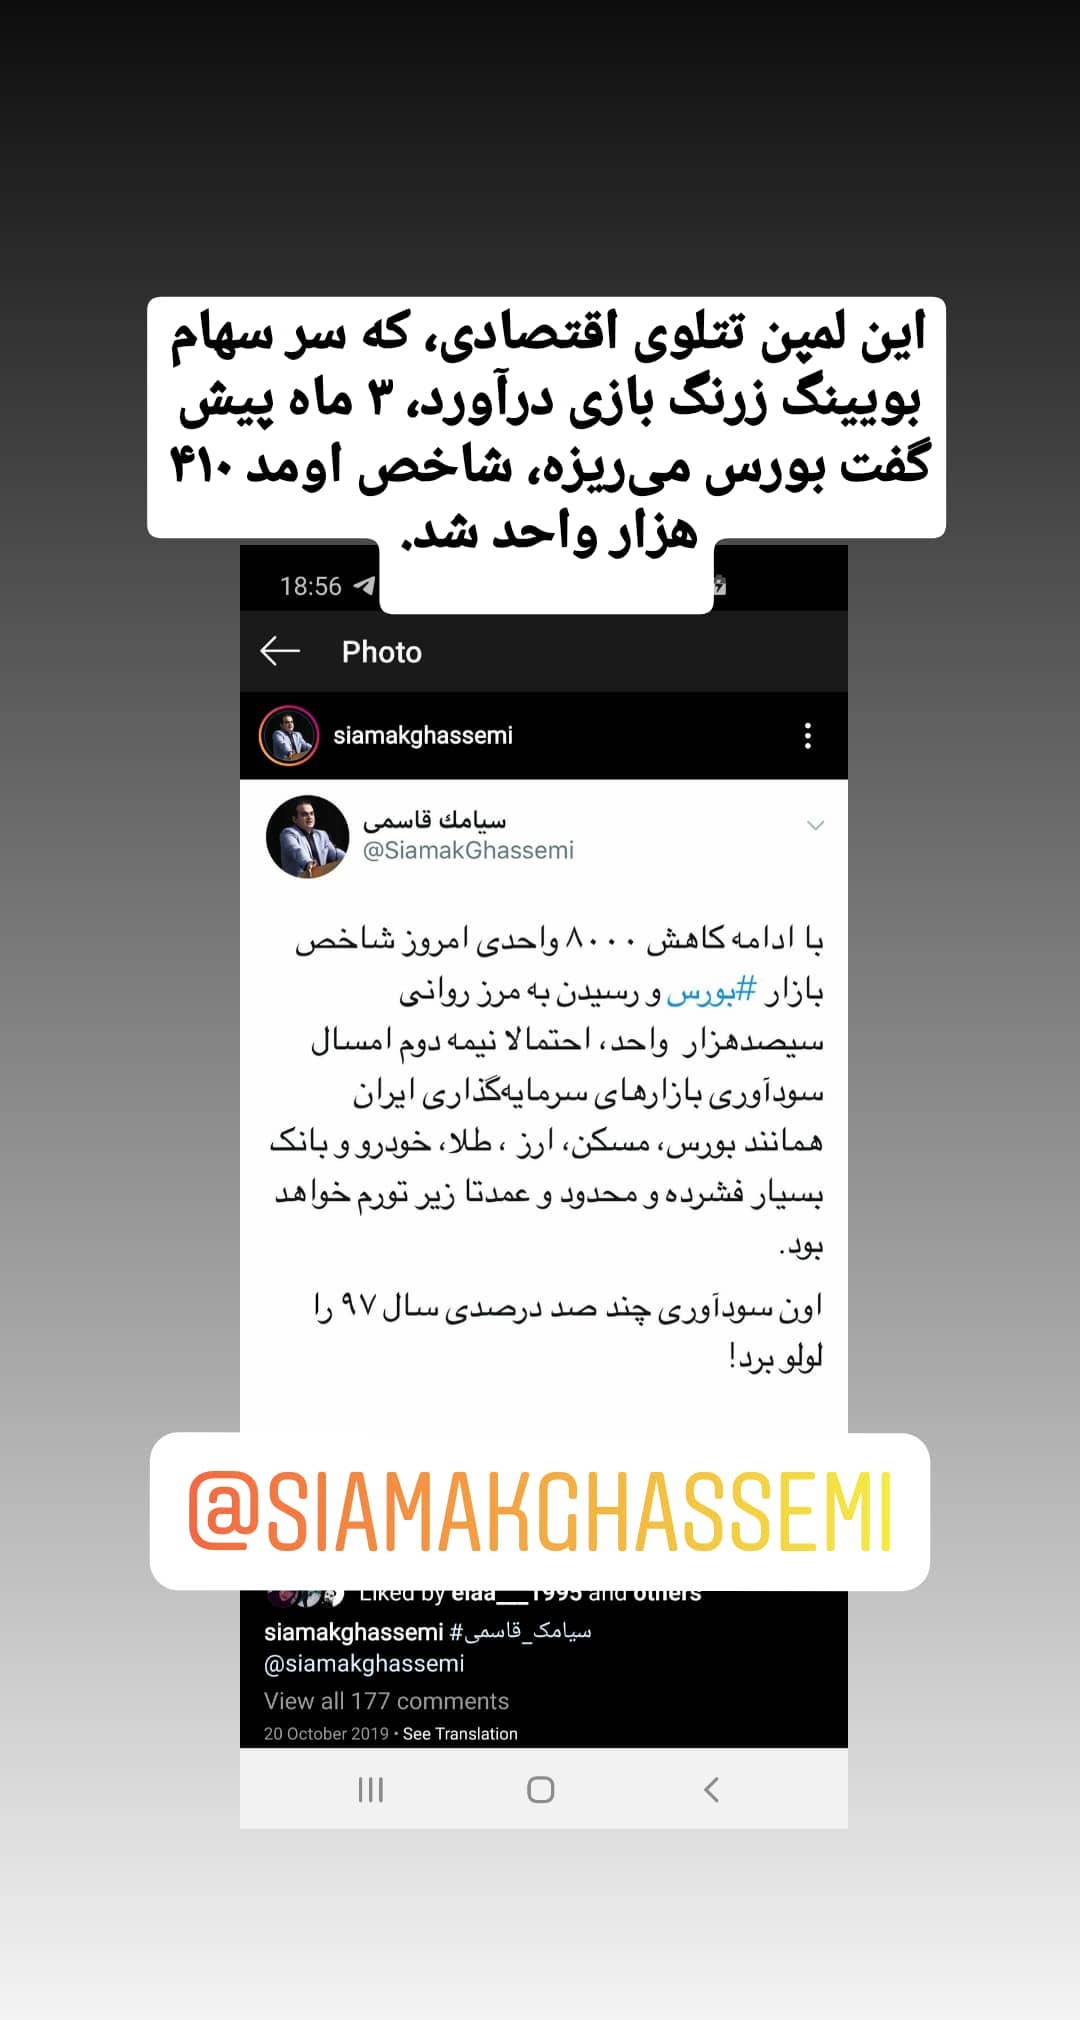 این لمپن تتلوی اقتصادی، که سر سهام
بویینگ زرنگ بازی درآورد، ۳ ماه پیش
گفت بورس می‌ریزه، شاخص اومد ۴۱۰
هزار واحد شد.
18:56
Photo
siamakghassemi
سیامك قاسمی
@SiamakGhassemi
با ادامه کاهش ۸۰۰۰ واحدی امروز شاخص
بازار #بورس و رسیدن به مرز روانی
سیصدهزار واحد، احتمالا نیمه دوم امسال
سودآوری بازارهای سرمایه‌گذاری ایران
همانند بورس، مسکن، ارز ، طلا، خودرو و بانک
بسیار فشرده و محدود و عمدتا زیر تورم خواهد
بود.
اون سودآوری چند صد درصدی سال ۹۷ را
لولو برد!
@SIAMAKGHASSEMI
Liked by elaa___1995 and others
siamakghassemi #سیامک_قاسمی
@siamakghassemi
View all 177 comments
20 October 2019 • See Translation